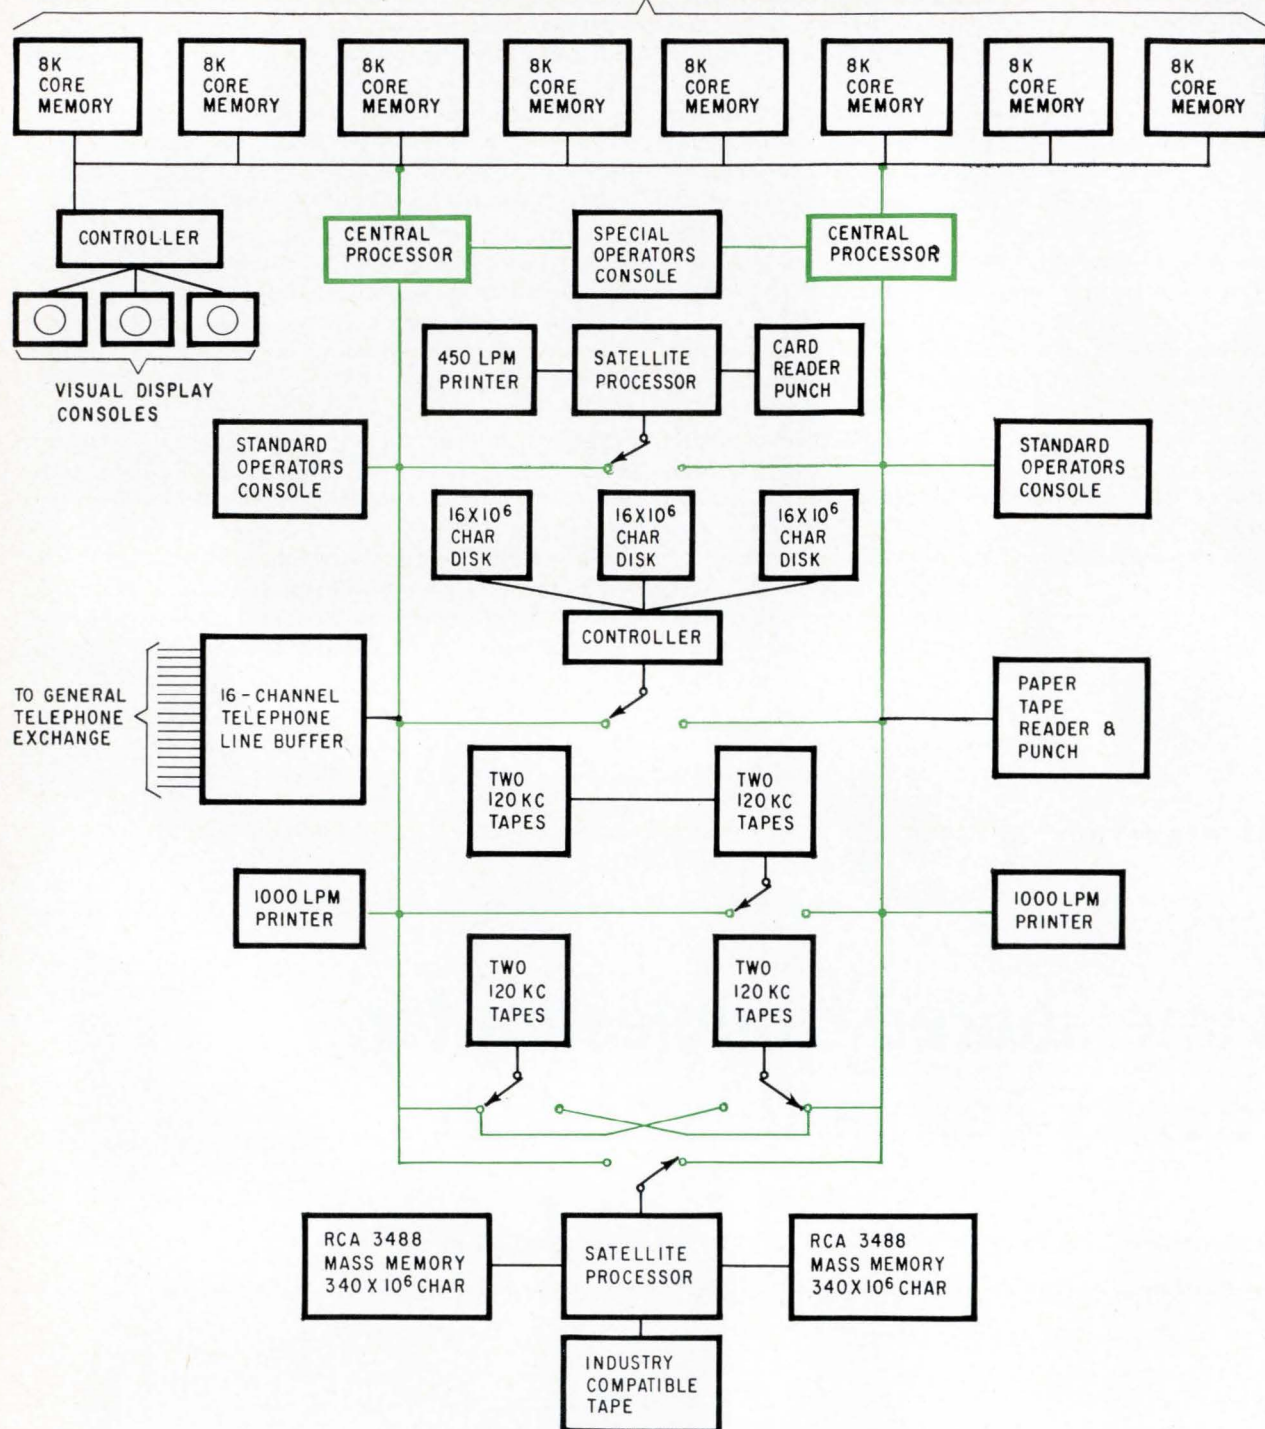 8K
CORE
MEMORY
8K
CORE
MEMORY
8K
CORE
MEMORY
8K
CORE
MEMORY
8K
CORE
MEMORY
8K
CORE
MEMORY
8K
CORE
MEMORY
8K
CORE
MEMORY
CONTROLLER
CENTRAL
PROCESSOR
SPECIAL
OPERATORS
CONSOLE
CENTRAL
PROCESSOR
VISUAL DISPLAY
CONSOLES
450 LPM
PRINTER
SATELLITE
PROCESSOR
CARD
READER
PUNCH
STANDARD
OPERATORS
CONSOLE
STANDARD
OPERATORS
CONSOLE
16X10⁶
CHAR
DISK
16X10⁶
CHAR
DISK
16X10⁶
CHAR
DISK
CONTROLLER
TO GENERAL
TELEPHONE
EXCHANGE
16-CHANNEL
TELEPHONE
LINE BUFFER
PAPER
TAPE
READER &
PUNCH
TWO
120 KC
TAPES
TWO
120 KC
TAPES
1000 LPM
PRINTER
1000 LPM
PRINTER
TWO
120 KC
TAPES
TWO
120 KC
TAPES
RCA 3488
MASS MEMORY
340X10⁶ CHAR
SATELLITE
PROCESSOR
RCA 3488
MASS MEMORY
340X10⁶ CHAR
INDUSTRY
COMPATIBLE
TAPE